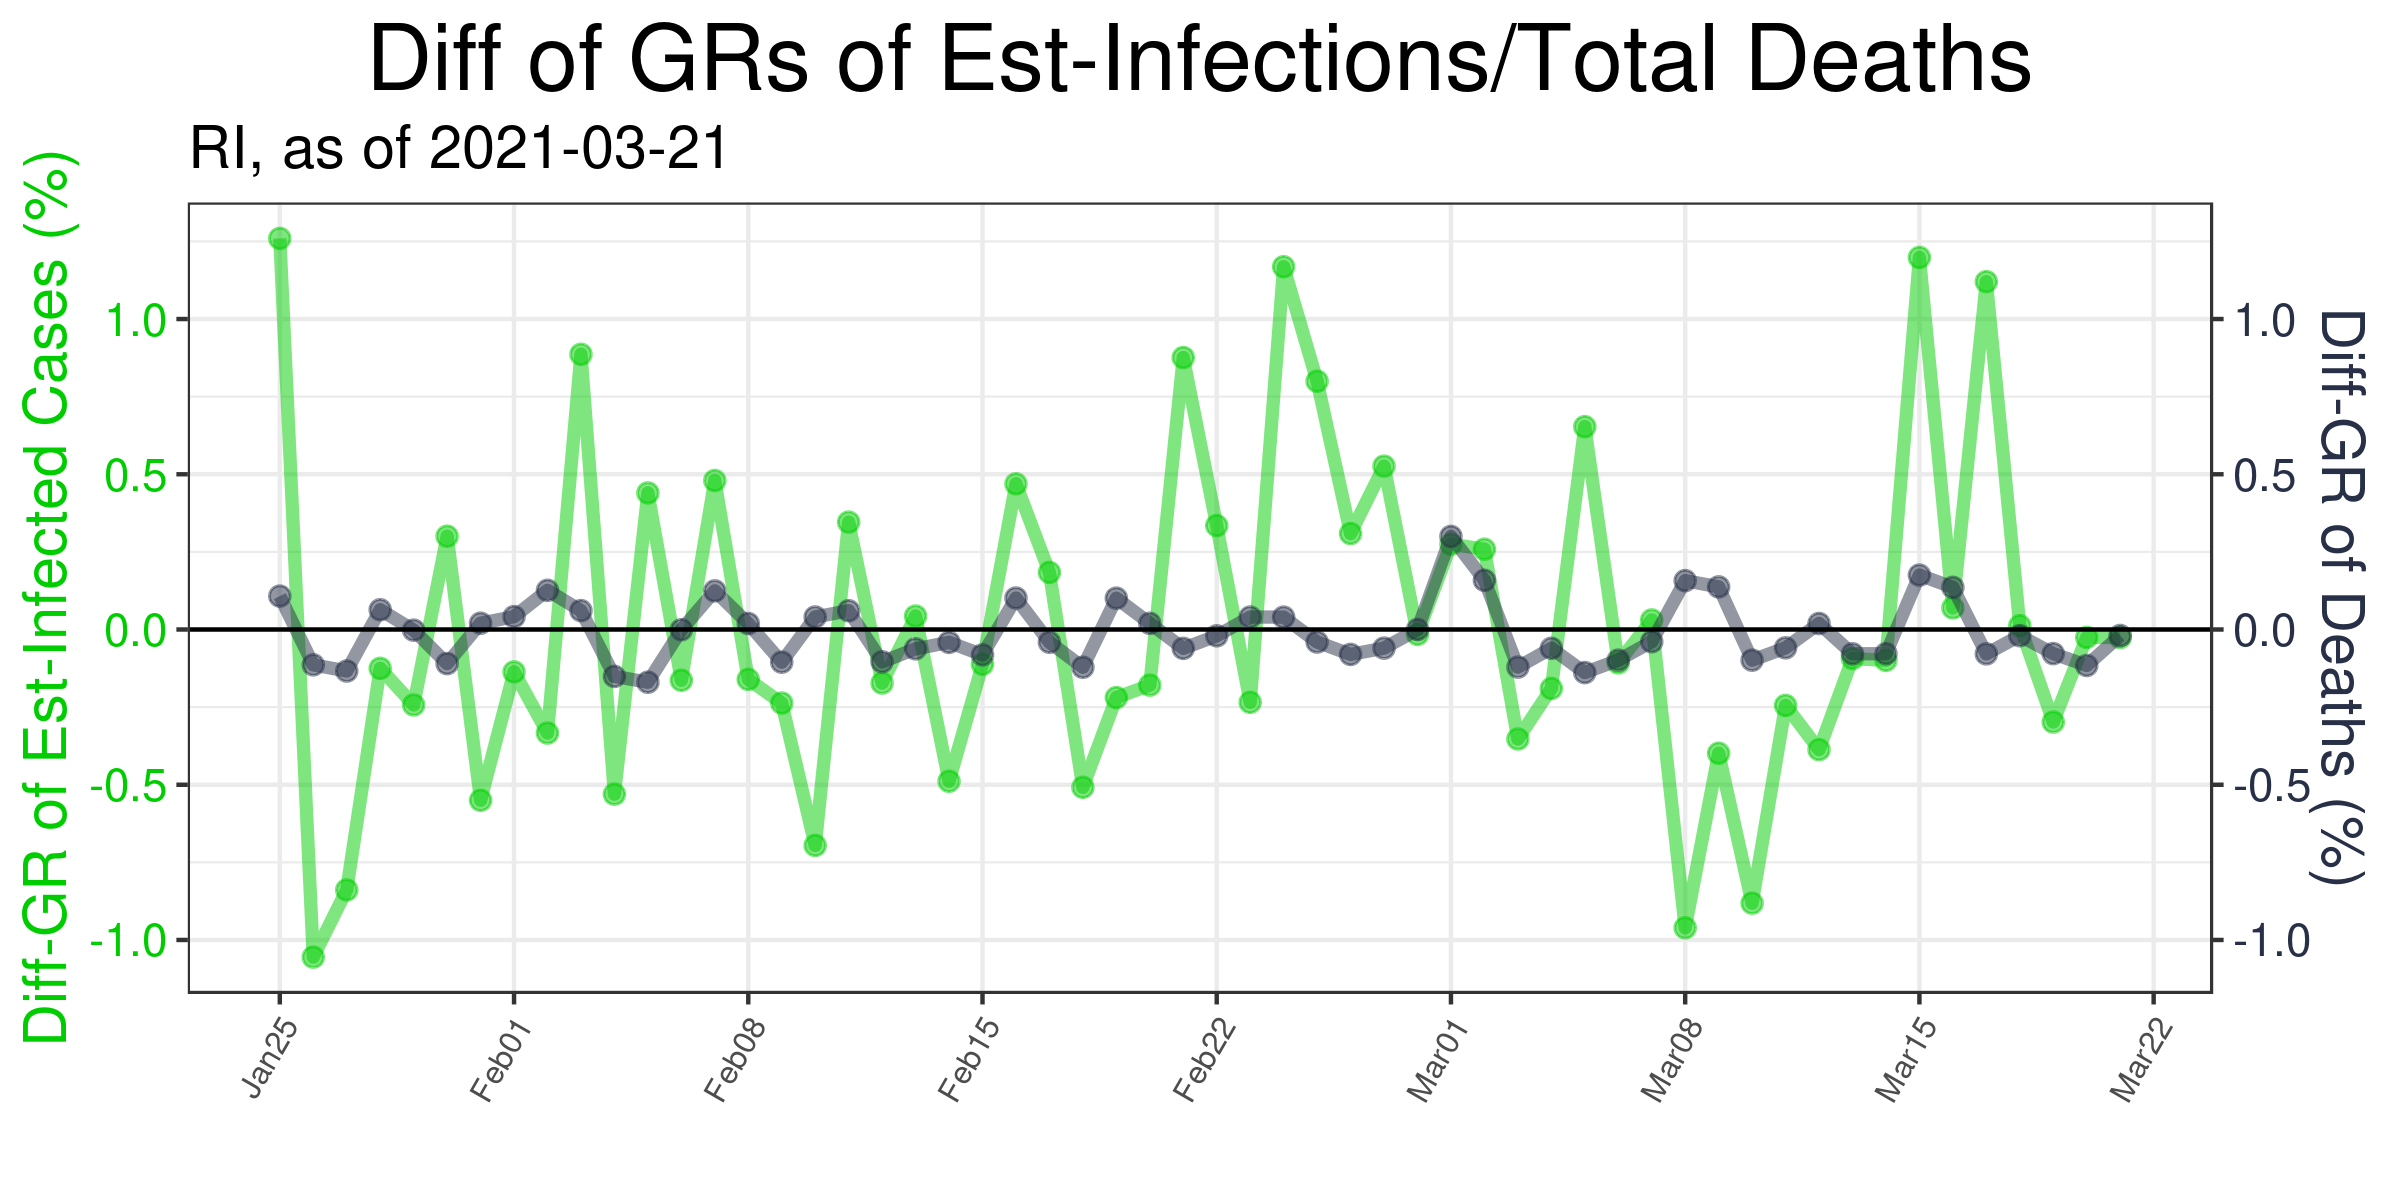 Diff of GRs of Est-Infections/Total Deaths
RI, as of 2021-03-21
Diff-GR of Est-Infected Cases (%)
1.0
0.5
0.0
-0.5
-1.0
1.0
0.5
0.0
-0.5
-1.0
Diff-GR of Deaths (%)
Jan25
Feb01
Feb08
Feb15
Feb22
Mar01
Mar08
Mar15
Mar22